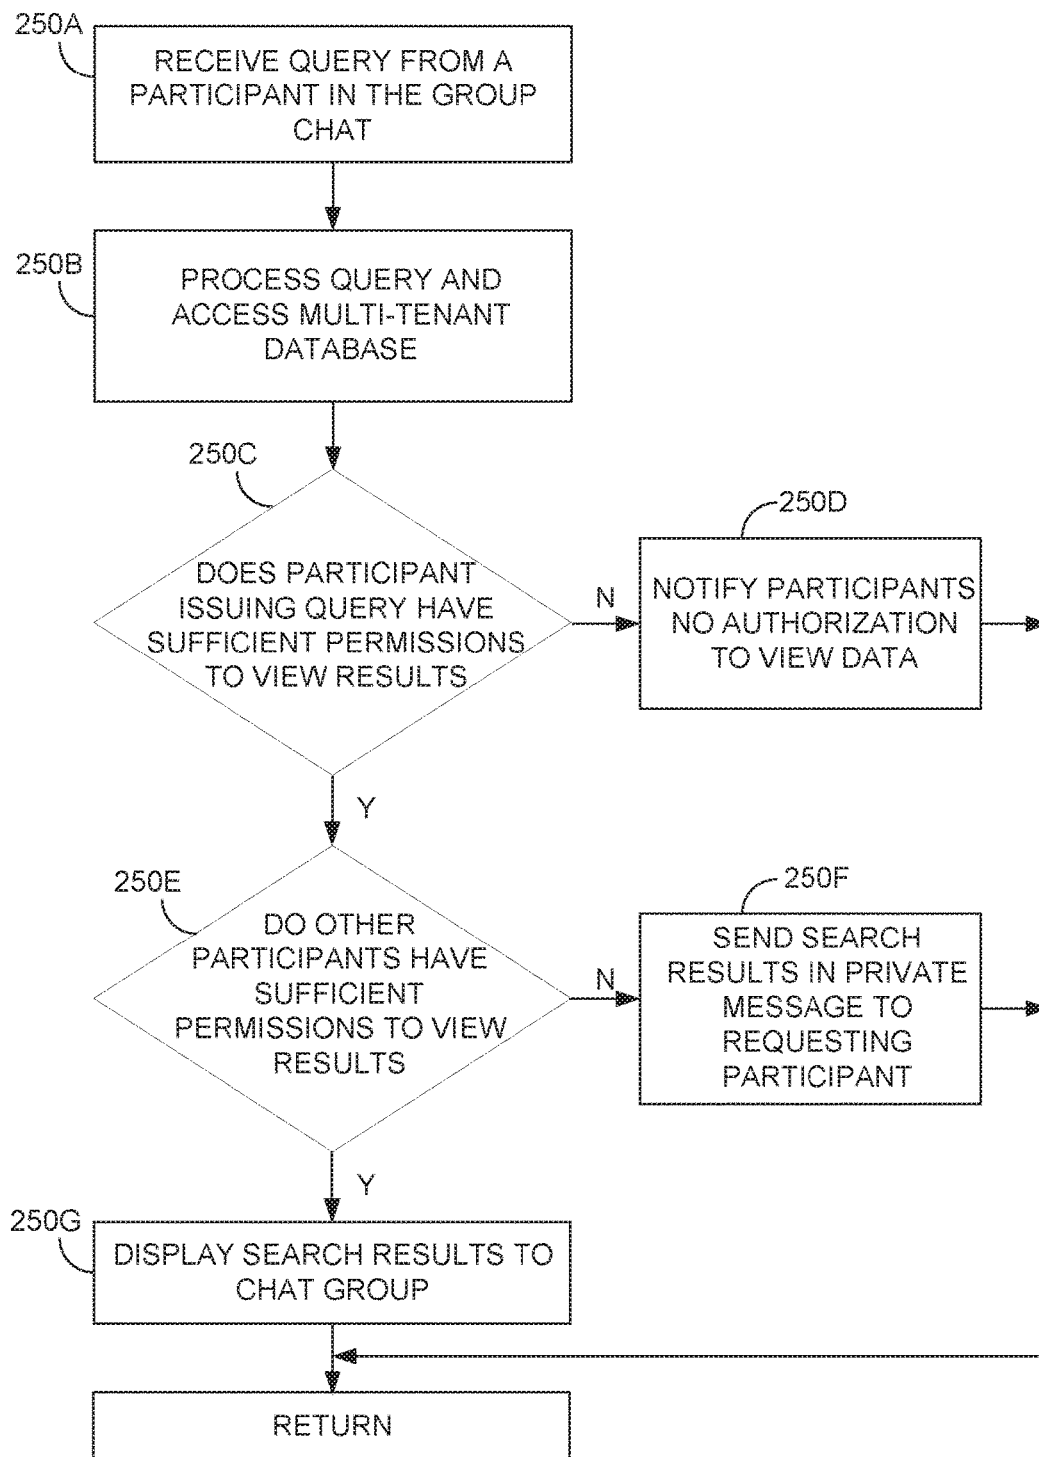 250A
RECEIVE QUERY FROM A
PARTICIPANT IN THE GROUP
CHAT
250B
PROCESS QUERY AND
ACCESS MULTI-TENANT
DATABASE
250C
DOES PARTICIPANT
ISSUING QUERY HAVE
SUFFICIENT PERMISSIONS
TO VIEW RESULTS
N
250D
NOTIFY PARTICIPANTS
NO AUTHORIZATION
TO VIEW DATA
Y
250E
DO OTHER
PARTICIPANTS HAVE
SUFFICIENT
PERMISSIONS TO VIEW
RESULTS
N
250F
SEND SEARCH
RESULTS IN PRIVATE
MESSAGE TO
REQUESTING
PARTICIPANT
Y
250G
DISPLAY SEARCH RESULTS TO
CHAT GROUP
RETURN